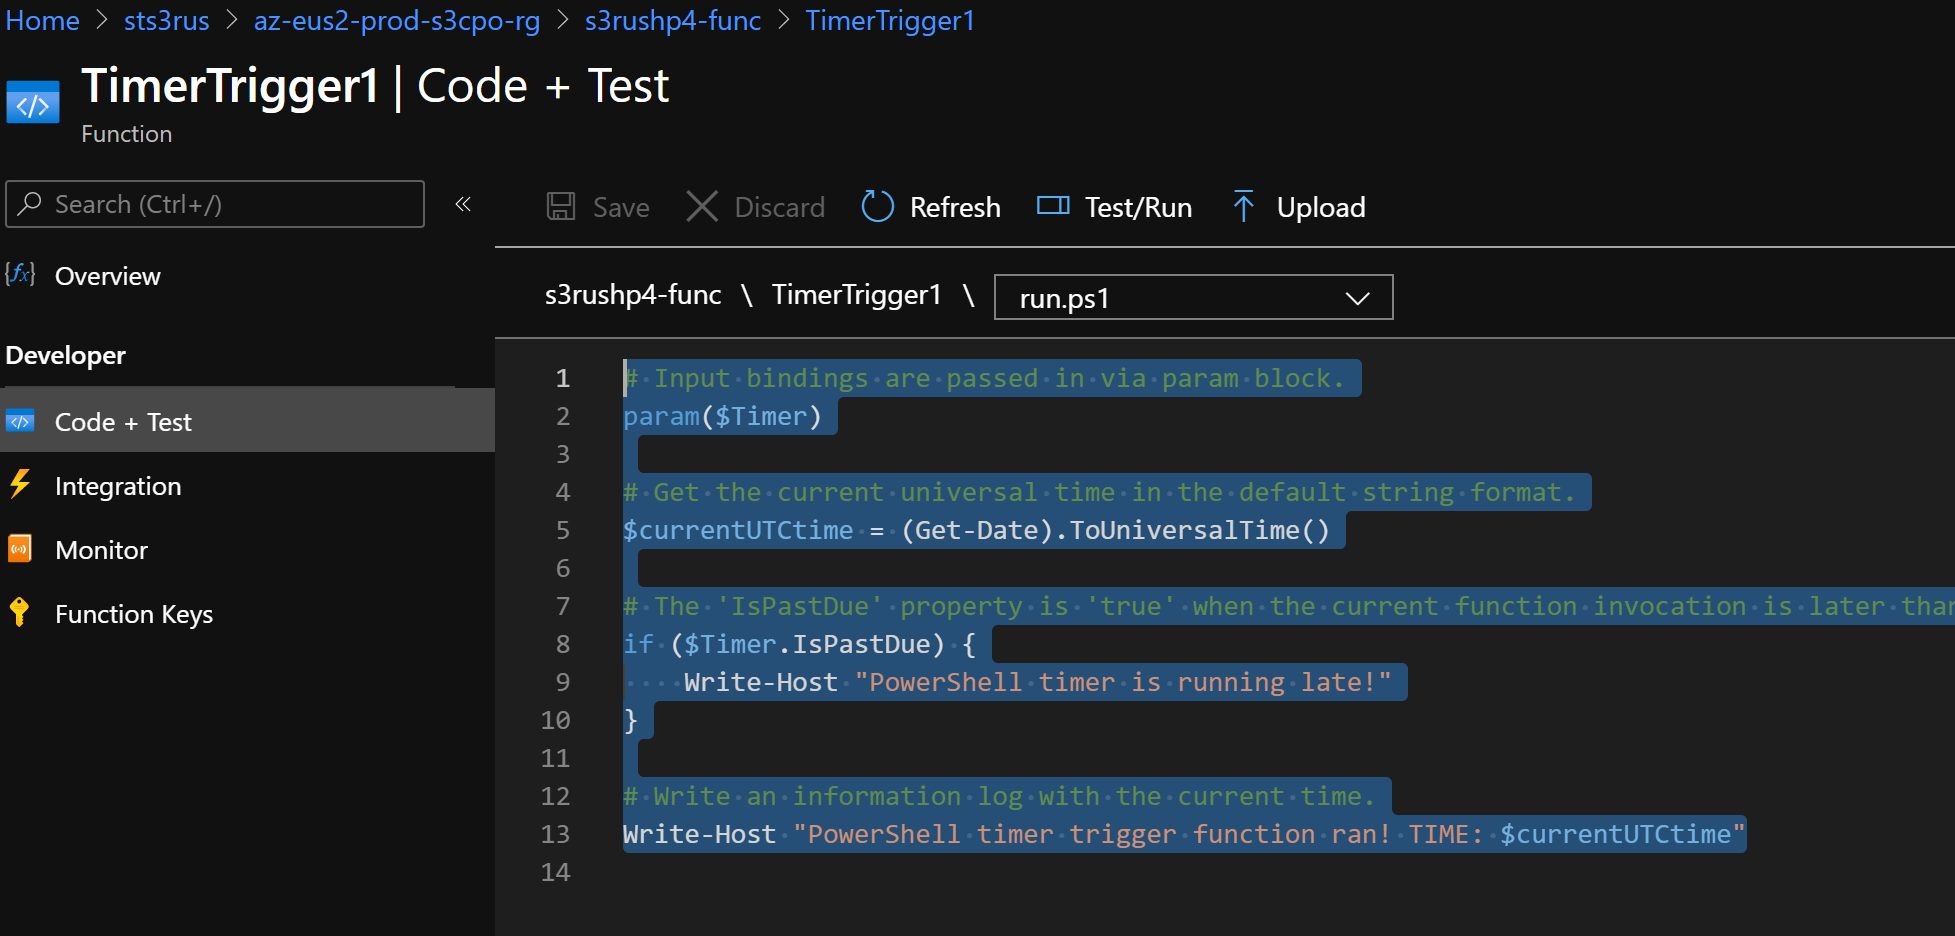 Home > sts3rus > az-eus2-prod-s3cpo-rg > s3rushp4-func > TimerTrigger1
TimerTrigger1 | Code + Test
Function
Search (Ctrl+/)
«
Save
Discard
Refresh
Test/Run
Upload
{fx} Overview
Developer
Code + Test
Integration
Monitor
Function Keys
s3rushp4-func \ TimerTrigger1 \ run.ps1
1 # Input bindings are passed in via param block.
2 param($Timer)
3
4 # Get the current universal time in the default string format.
5 $currentUTCtime = (Get-Date).ToUniversalTime()
6
7 # The 'IsPastDue' property is 'true' when the current function invocation is later than
8 if ($Timer.IsPastDue) {
9     Write-Host "PowerShell timer is running late!"
10 }
11
12 # Write an information log with the current time.
13 Write-Host "PowerShell timer trigger function ran! TIME: $currentUTCtime"
14